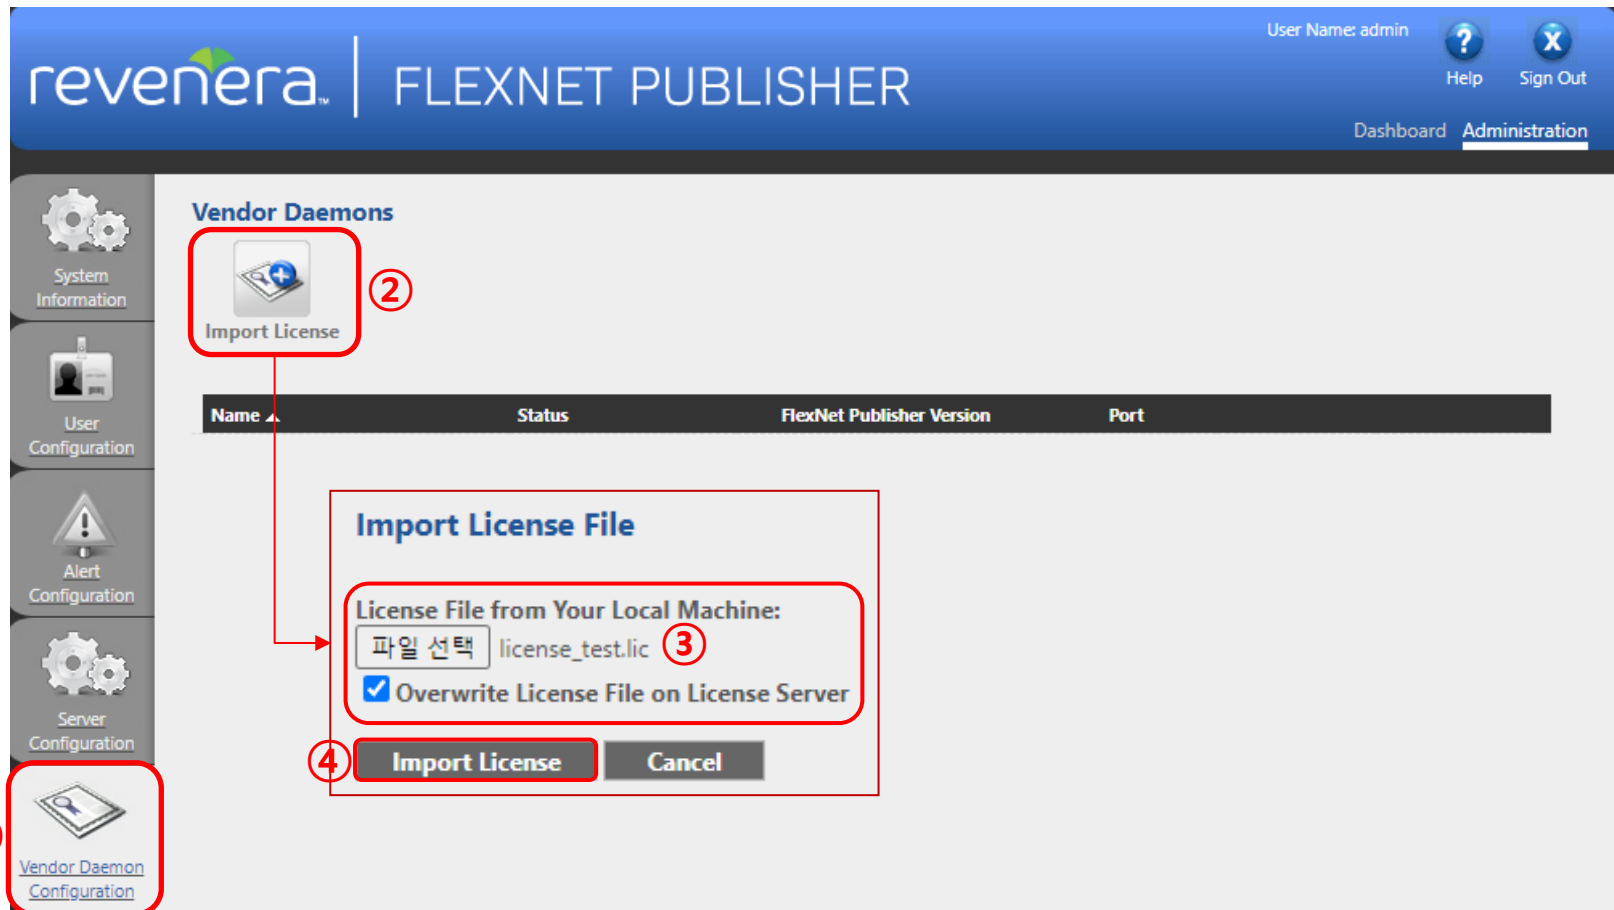 User Name: admin
revenera™ FLEXNET PUBLISHER
Help Sign Out
Dashboard Administration
System
Information
User
Configuration
Alert
Configuration
Server
Configuration
Vendor Daemon
Configuration
Vendor Daemons
Import License
②
Name Status FlexNet Publisher Version Port
Import License File
License File from Your Local Machine:
파일 선택 license_test.lic ③
Overwrite License File on License Server
④ Import License Cancel